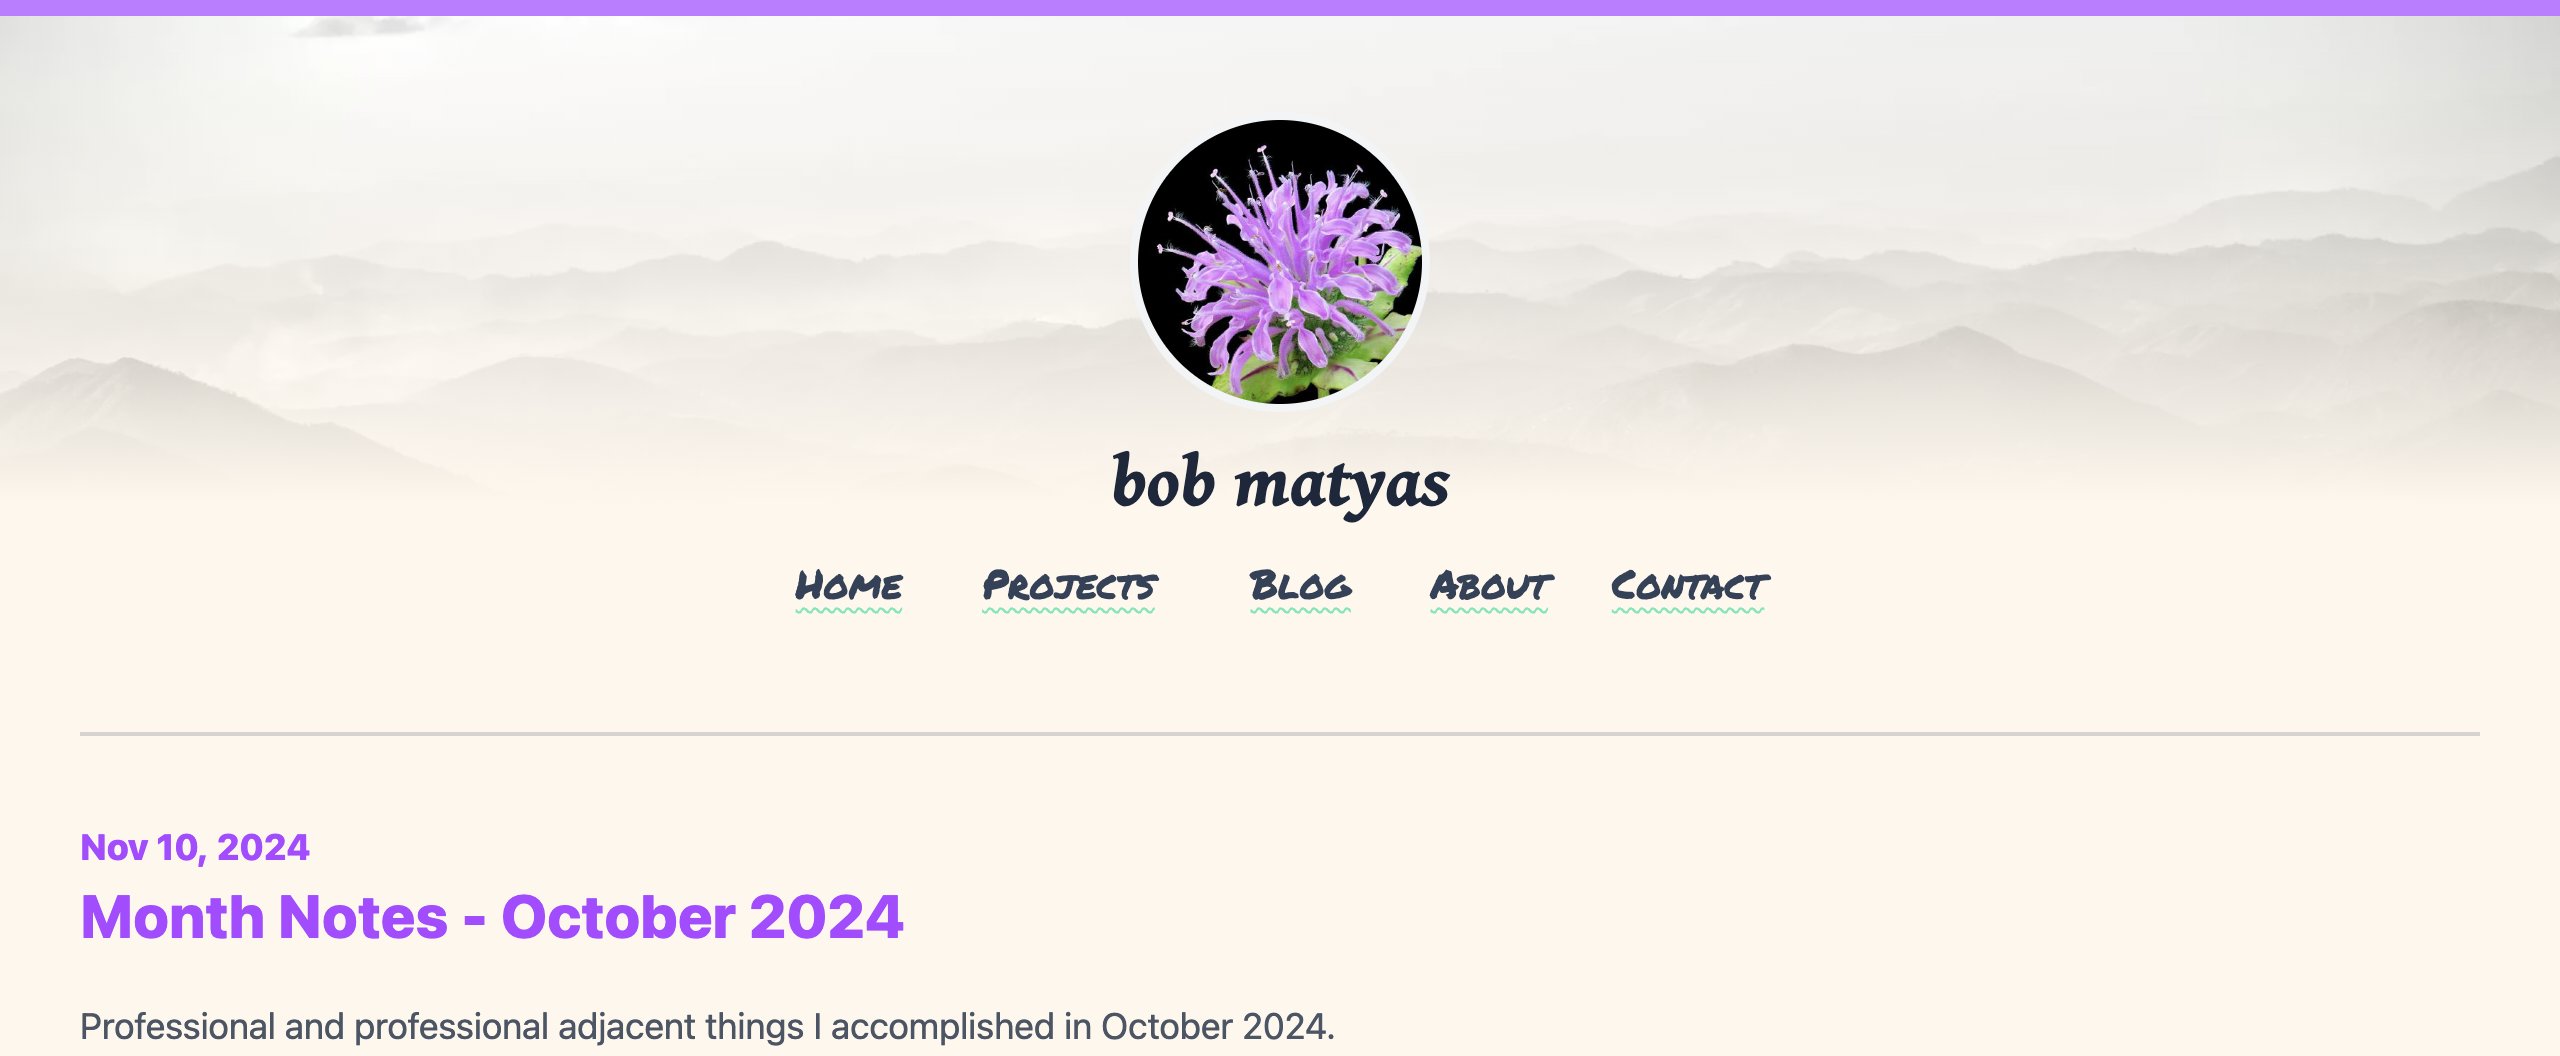 bob matyas
Home Projects Blog About Contact
Nov 10, 2024
Month Notes - October 2024
Professional and professional adjacent things I accomplished in October 2024.